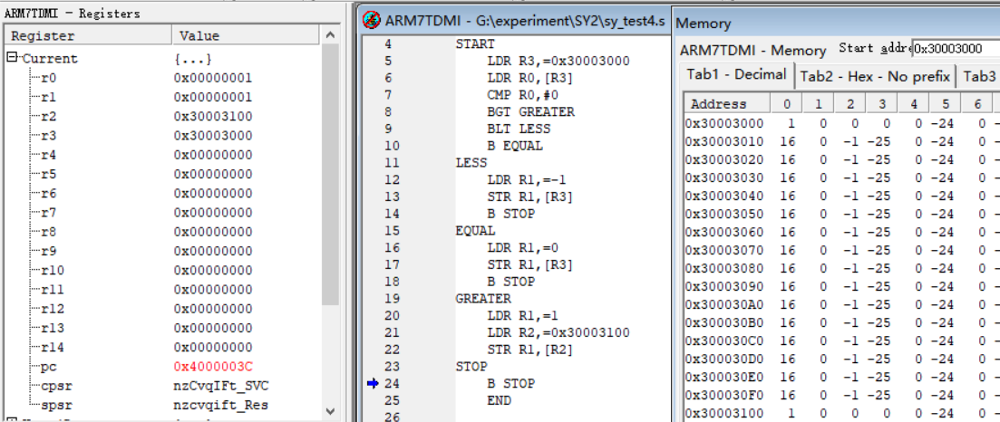 ARM7TDMI - Registers
Register Value
Current {...}
r0 0x00000001
r1 0x00000001
r2 0x30003100
r3 0x30003000
r4 0x00000000
r5 0x00000000
r6 0x00000000
r7 0x00000000
r8 0x00000000
r9 0x00000000
r10 0x00000000
r11 0x00000000
r12 0x00000000
r13 0x00000000
r14 0x00000000
pc 0x4000003C
cpsr nzCvqIFt_SVC
spsr nzcvqift_Res
ARM7TDMI - G:\experiment\SY2\sy_test4.s
4 START
5 LDR R3,=0x30003000
6 LDR R0,[R3]
7 CMP R0,#0
8 BGT GREATER
9 BLT LESS
10 B EQUAL
11 LESS
12 LDR R1,=-1
13 STR R1,[R3]
14 B STOP
15 EQUAL
16 LDR R1,=0
17 STR R1,[R3]
18 B STOP
19 GREATER
20 LDR R1,=1
21 LDR R2,=0x30003100
22 STR R1,[R2]
23 STOP
24 B STOP
25 END
26
Memory
ARM7TDMI - Memory Start addre 0x30003000
Tab1 - Decimal Tab2 - Hex - No prefix Tab3
Address 0 1 2 3 4 5 6
0x30003000 1 0 0 0 0 -24 0 -
0x30003010 16 0 -1 -25 0 -24 0 -
0x30003020 16 0 -1 -25 0 -24 0 -
0x30003030 16 0 -1 -25 0 -24 0 -
0x30003040 16 0 -1 -25 0 -24 0 -
0x30003050 16 0 -1 -25 0 -24 0 -
0x30003060 16 0 -1 -25 0 -24 0 -
0x30003070 16 0 -1 -25 0 -24 0 -
0x30003080 16 0 -1 -25 0 -24 0 -
0x30003090 16 0 -1 -25 0 -24 0 -
0x300030A0 16 0 -1 -25 0 -24 0 -
0x300030B0 16 0 -1 -25 0 -24 0 -
0x300030C0 16 0 -1 -25 0 -24 0 -
0x300030D0 16 0 -1 -25 0 -24 0 -
0x300030E0 16 0 -1 -25 0 -24 0 -
0x300030F0 16 0 -1 -25 0 -24 0 -
0x30003100 1 0 0 0 0 -24 0 -